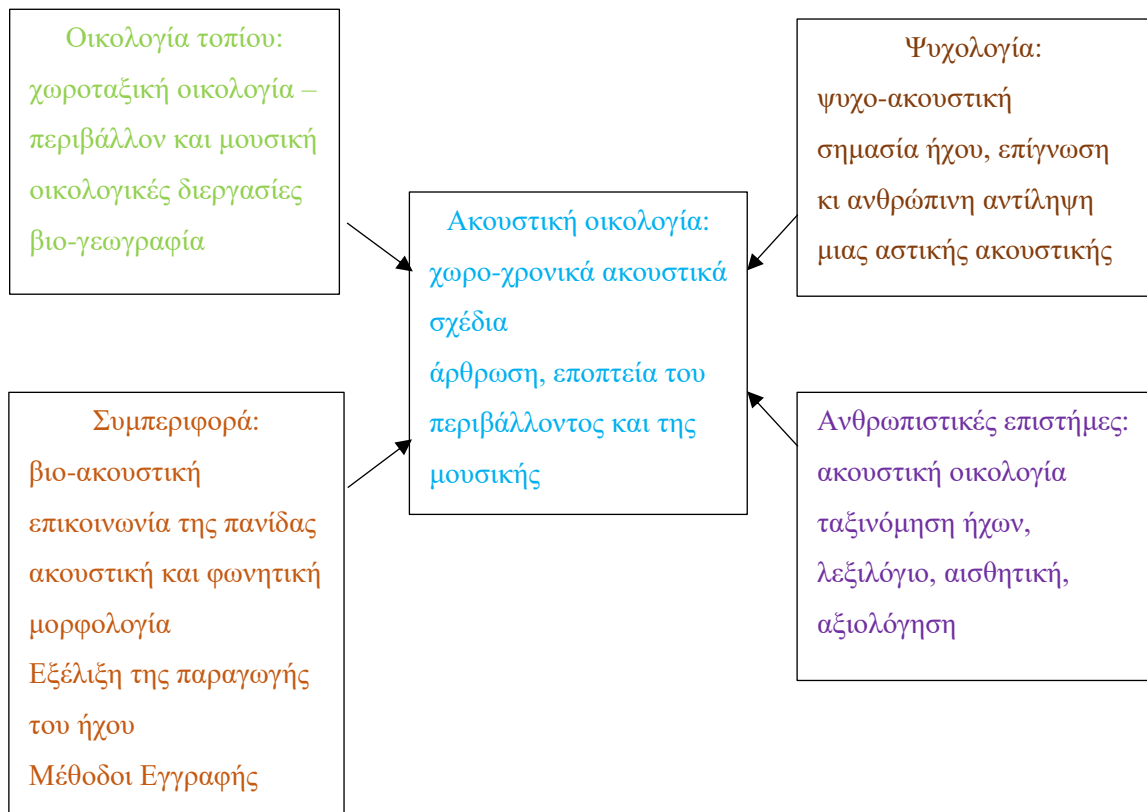 Οικολογία τοπίου:
χωροταξική οικολογία –
περιβάλλον και μουσική
οικολογικές διεργασίες
βιο-γεωγραφία
Ψυχολογία:
ψυχο-ακουστική
σημασία ήχου, επίγνωση
κι ανθρώπινη αντίληψη
μιας αστικής ακουστικής
Ακουστική οικολογία:
χωρο-χρονικά ακουστικά
σχέδια
άρθρωση, εποπτεία του
περιβάλλοντος και της
μουσικής
Συμπεριφορά:
βιο-ακουστική
επικοινωνία της πανίδας
ακουστική και φωνητική
μορφολογία
Εξέλιξη της παραγωγής
του ήχου
Μέθοδοι Εγγραφής
Ανθρωπιστικές επιστήμες:
ακουστική οικολογία
ταξινόμηση ήχων,
λεξιλόγιο, αισθητική,
αξιολόγηση